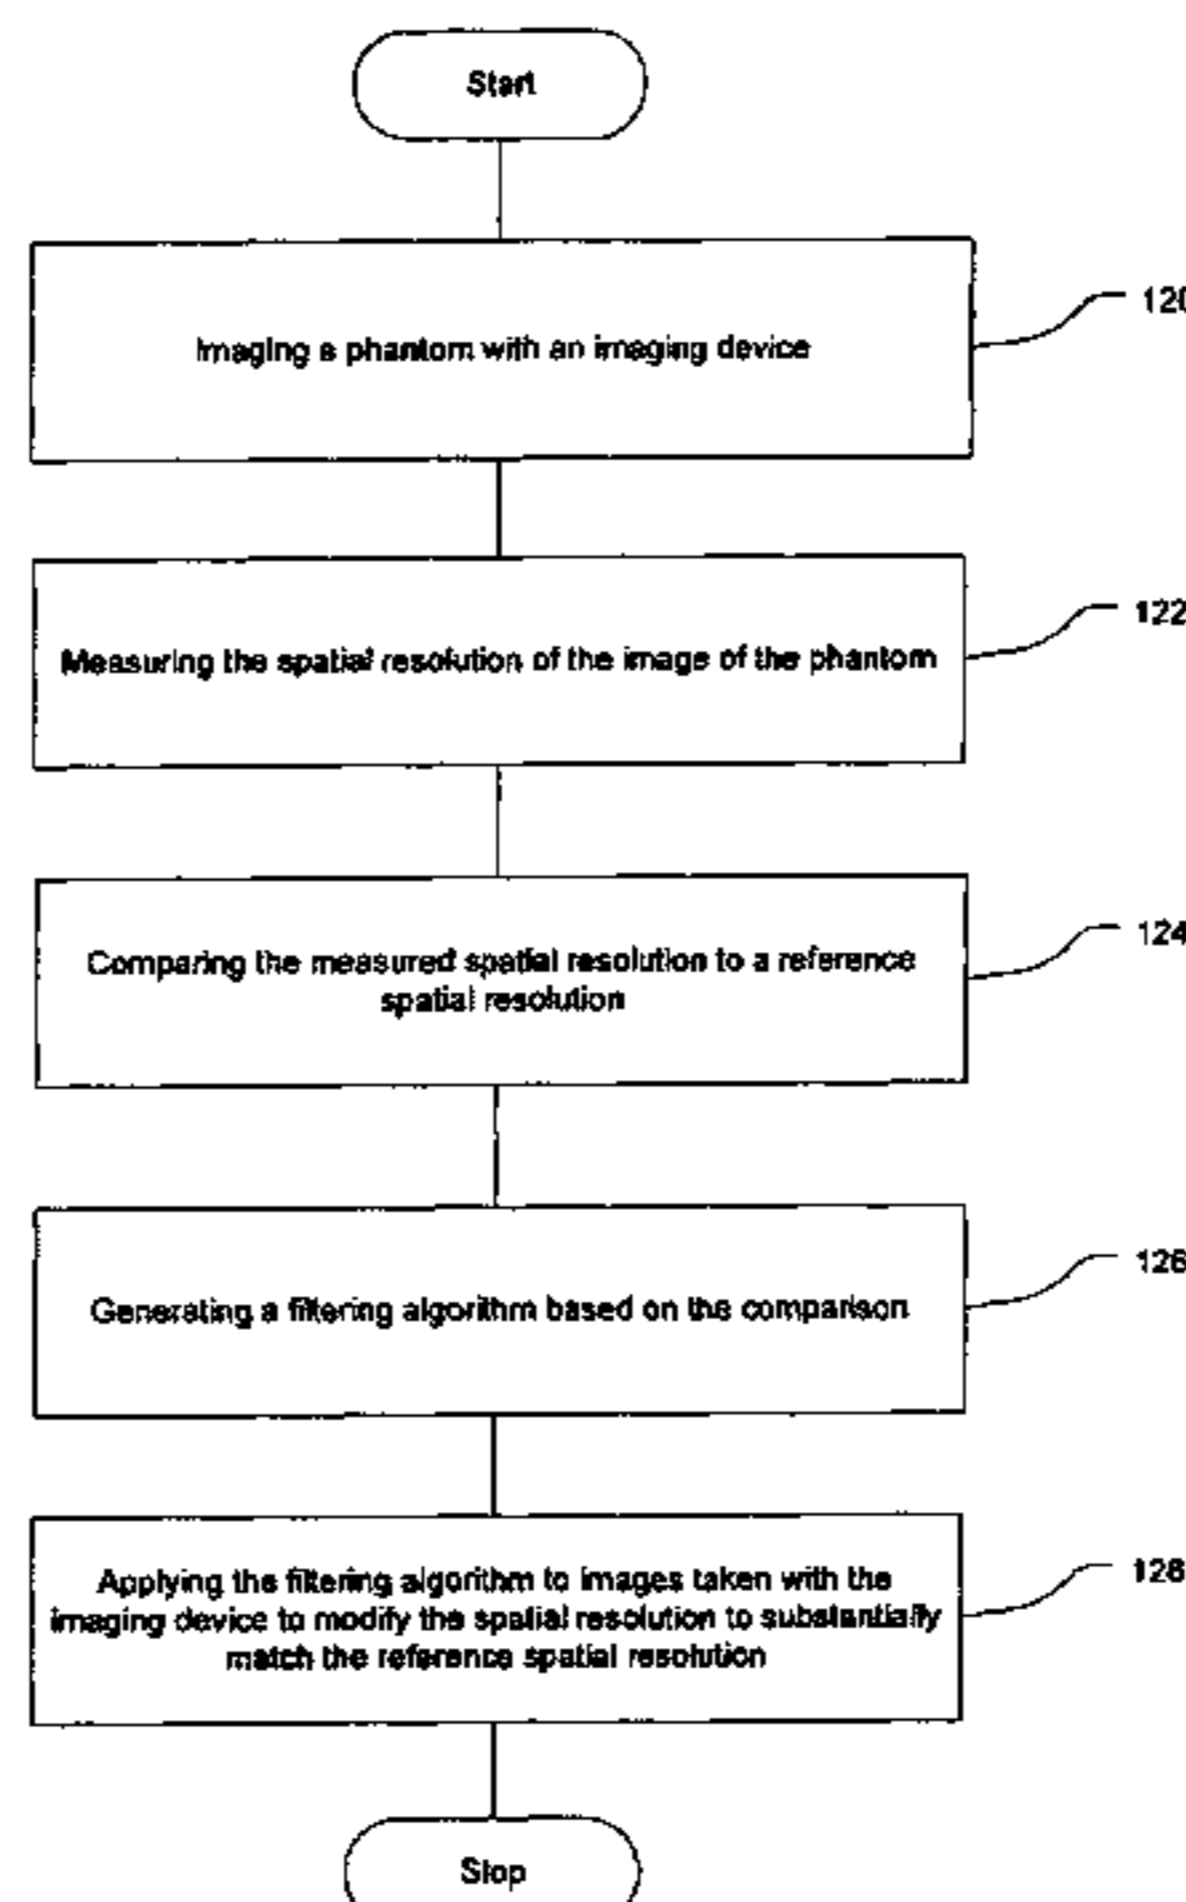 Start
Imaging a phantom with an imaging device
120
Measuring the spatial resolution of the image of the phantom
122
Comparing the measured spatial resolution to a reference
spatial resolution
124
Generating a filtering algorithm based on the comparison
126
Applying the filtering algorithm to images taken with the
imaging device to modify the spatial resolution to substantially
match the reference spatial resolution
128
Stop